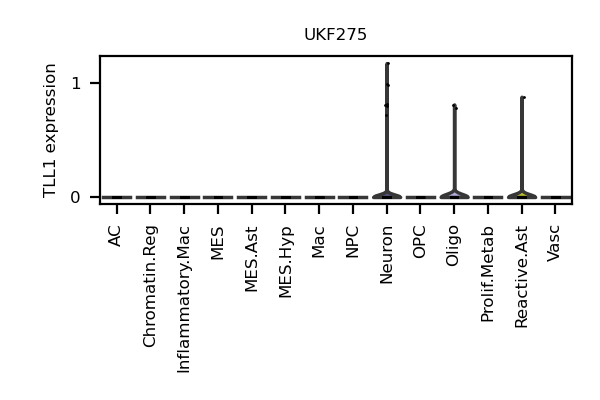 UKF275
TLL1 expression
1
0
AC
Chromatin.Reg
Inflammatory.Mac
MES
MES.Ast
MES.Hyp
Mac
NPC
Neuron
OPC
Oligo
Prolif.Metab
Reactive.Ast
Vasc